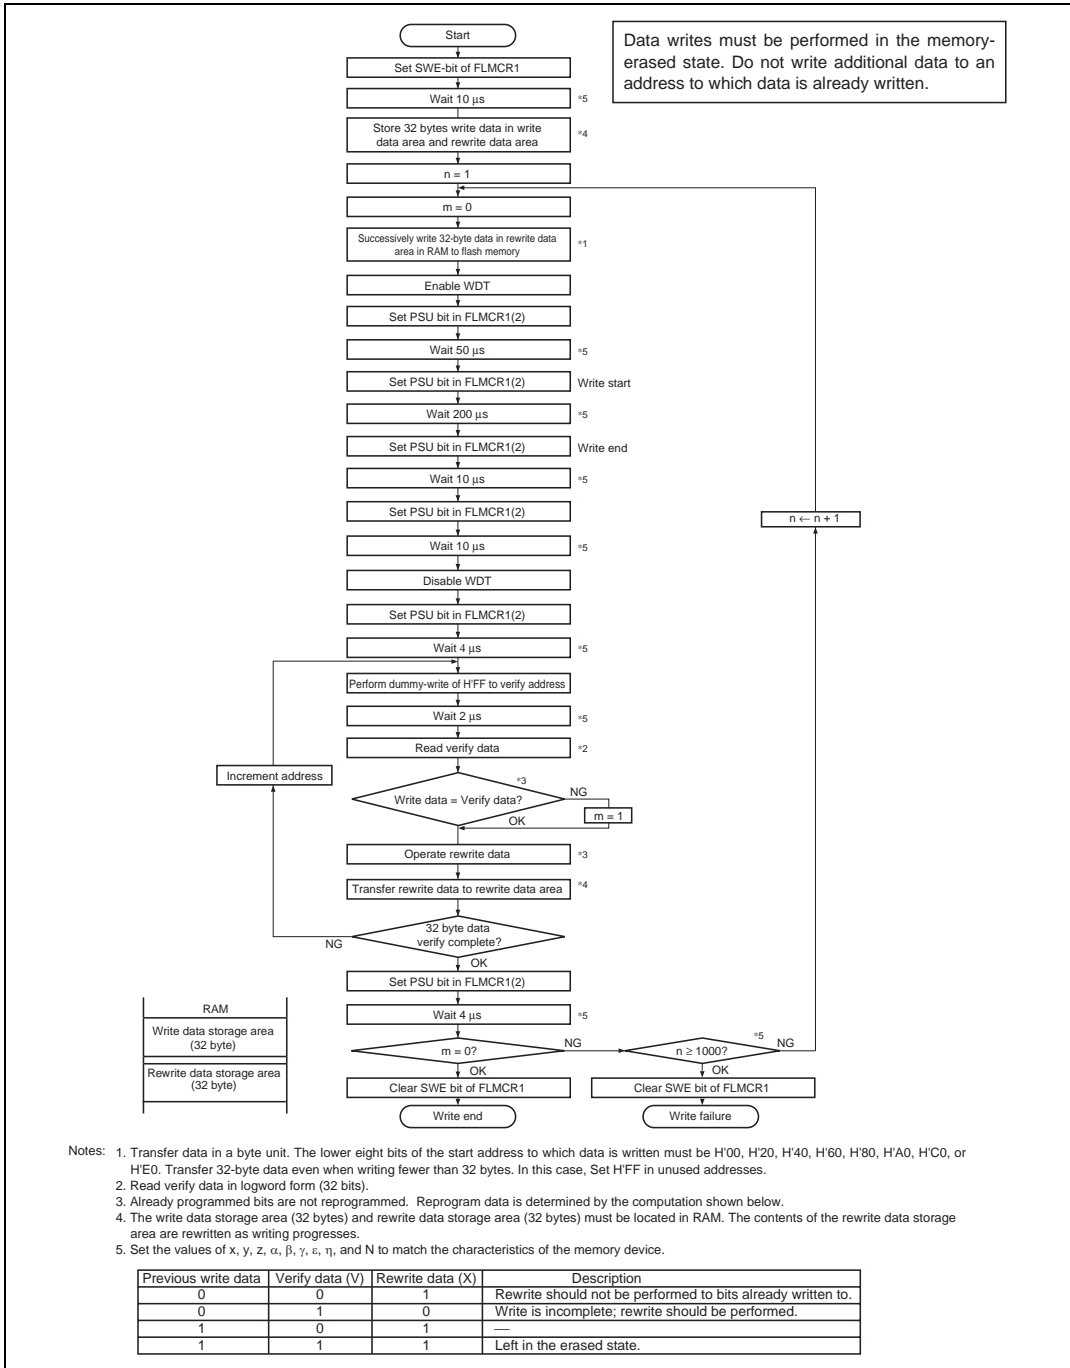 Start
Data writes must be performed in the memory-
erased state. Do not write additional data to an
address to which data is already written.
Set SWE-bit of FLMCR1
Wait 10 μs *5
Store 32 bytes write data in write
data area and rewrite data area *4
n = 1
m = 0
Successively write 32-byte data in rewrite data
area in RAM to flash memory *1
Enable WDT
Set PSU bit in FLMCR1(2)
Wait 50 μs *5
Set PSU bit in FLMCR1(2) Write start
Wait 200 μs *5
Set PSU bit in FLMCR1(2) Write end
Wait 10 μs *5
Set PSU bit in FLMCR1(2)
n ← n + 1
Wait 10 μs *5
Disable WDT
Set PSU bit in FLMCR1(2)
Wait 4 μs *5
Perform dummy-write of H'FF to verify address
Wait 2 μs *5
Read verify data *2
Increment address
*3
Write data = Verify data?
NG
m = 1
OK
Operate rewrite data *3
Transfer rewrite data to rewrite data area *4
32 byte data
verify complete?
NG
OK
Set PSU bit in FLMCR1(2)
Wait 4 μs *5
RAM
Write data storage area
(32 byte)
Rewrite data storage area
(32 byte)
m = 0?
NG
OK
n ≥ 1000?
*5
NG
OK
Clear SWE bit of FLMCR1
Clear SWE bit of FLMCR1
Write end
Write failure
Notes: 1. Transfer data in a byte unit. The lower eight bits of the start address to which data is written must be H'00, H'20, H'40, H'60, H'80, H'A0, H'C0, or
H'E0. Transfer 32-byte data even when writing fewer than 32 bytes. In this case, Set H'FF in unused addresses.
2. Read verify data in logword form (32 bits).
3. Already programmed bits are not reprogrammed. Reprogram data is determined by the computation shown below.
4. The write data storage area (32 bytes) and rewrite data storage area (32 bytes) must be located in RAM. The contents of the rewrite data storage
area are rewritten as writing progresses.
5. Set the values of x, y, z, α, β, γ, ε, η, and N to match the characteristics of the memory device.
Previous write data Verify data (V) Rewrite data (X) Description
0 0 1 Rewrite should not be performed to bits already written to.
0 1 0 Write is incomplete; rewrite should be performed.
1 0 1 —
1 1 1 Left in the erased state.